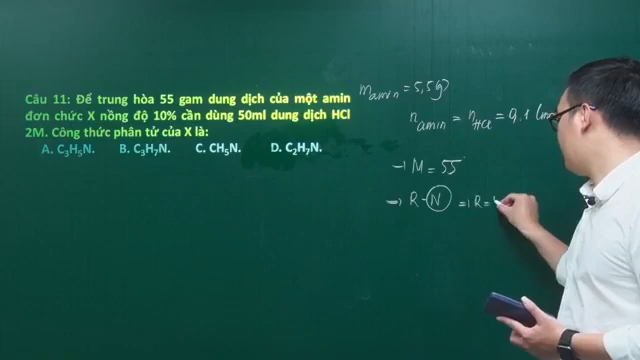 Câu 11: Để trung hòa 55 gam dung dịch của một amin
đơn chức X nồng độ 10% cần dùng 50ml dung dịch HCl
2M. Công thức phân tử của X là:
A. C₃H₅N. B. C₃H₇N. C. CH₅N. D. C₂H₇N.
m amin = 5,5 (g)
n amin = n HCl = 0,1
→ M = 55
→ R - N ⇒ R =